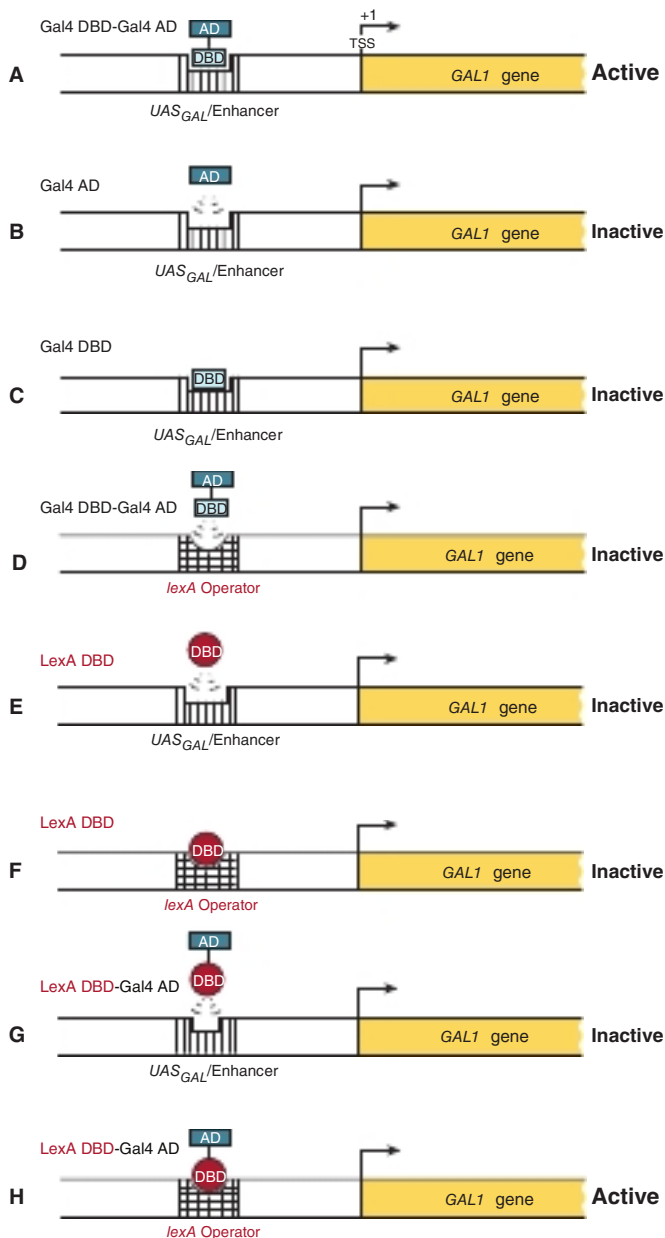 Gal4 DBD-Gal4 AD
AD
DBD
+1
TSS
A
GAL1 gene
Active
UASGAL/Enhancer
Gal4 AD
AD
B
GAL1 gene
Inactive
UASGAL/Enhancer
Gal4 DBD
DBD
C
GAL1 gene
Inactive
UASGAL/Enhancer
AD
Gal4 DBD-Gal4 AD
DBD
D
GAL1 gene
Inactive
lexA Operator
LexA DBD
DBD
E
GAL1 gene
Inactive
UASGAL/Enhancer
LexA DBD
DBD
F
GAL1 gene
Inactive
lexA Operator
AD
LexA DBD-Gal4 AD
DBD
G
GAL1 gene
Inactive
UASGAL/Enhancer
LexA DBD-Gal4 AD
AD
DBD
H
GAL1 gene
Active
lexA Operator